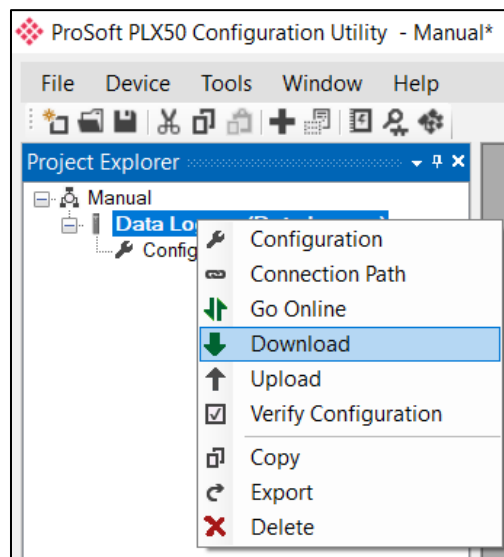 ProSoft PLX50 Configuration Utility - Manual*
File Device Tools Window Help
Project Explorer
Manual
Data
Configuration
Connection Path
Go Online
Download
Upload
Verify Configuration
Copy
Export
Delete